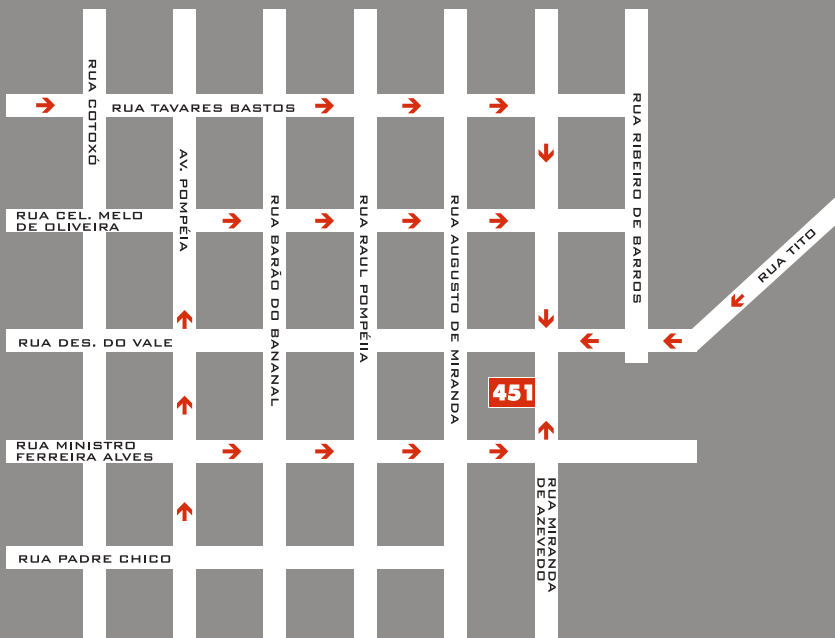 RUA COTOXÓ
RUA TAVARES BASTOS
AV. POMPÉIA
RUA RIBEIRO DE BARROS
RUA CEL. MELO
DE OLIVEIRA
RUA BARÃO DO BANANAL
RUA RAUL POMPÉIIA
RUA AUGUSTO DE MIRANDA
RUA TITO
RUA DES. DO VALE
451
RUA MINISTRO
FERREIRA ALVES
RUA MIRANDA
DE AZEVEDO
RUA PADRE CHICO